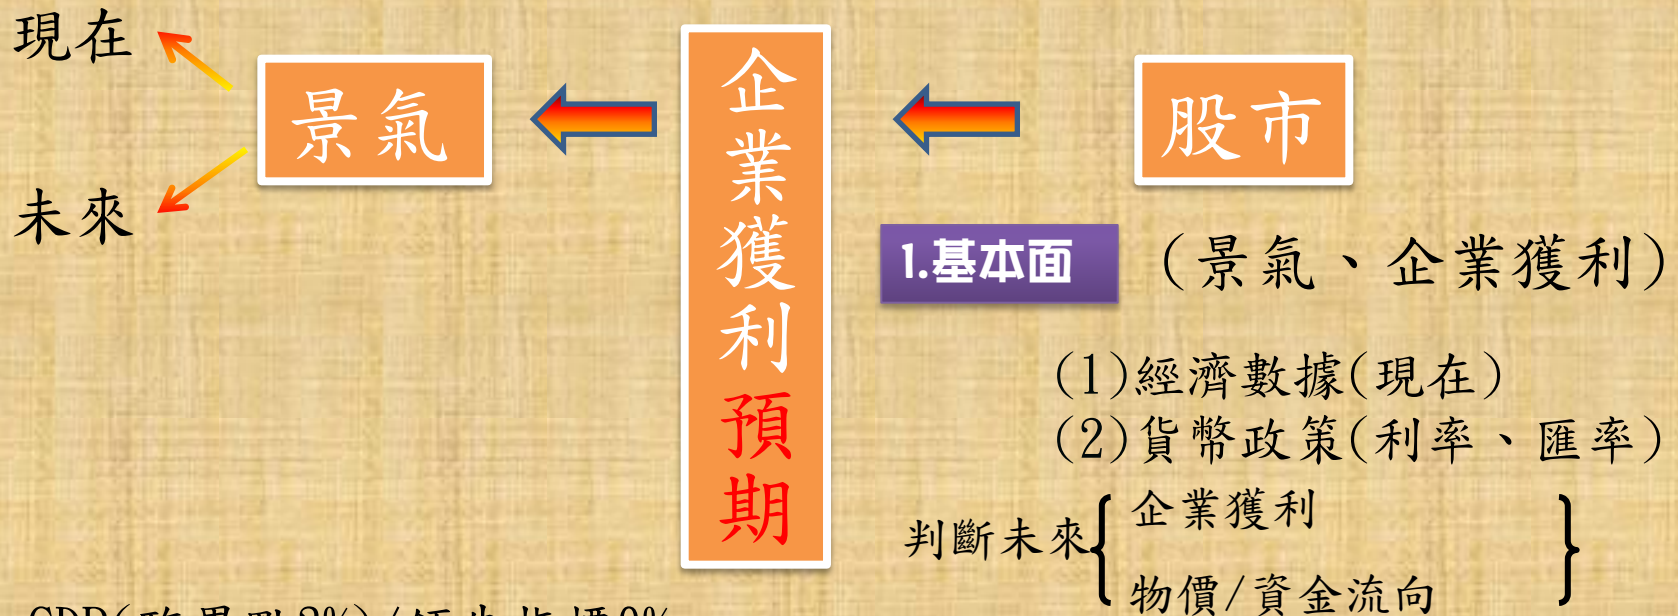 現在
景氣
未來
企業獲利預期
股市
1.基本面
(景氣、企業獲利)
(1)經濟數據(現在)
(2)貨幣政策(利率、匯率)
判斷未來
企業獲利
物價/資金流向